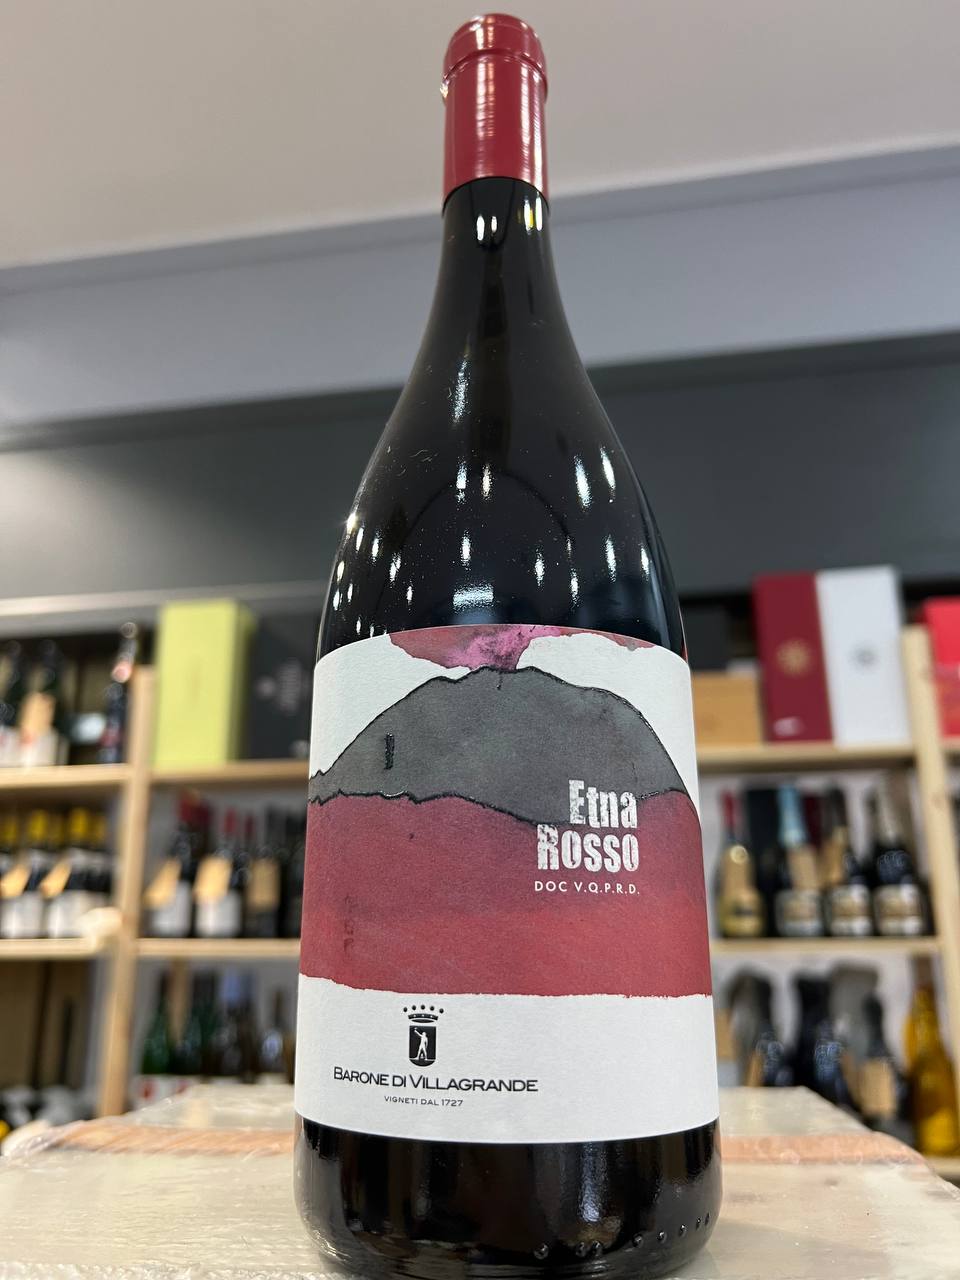 Etna
Rosso
DOC V.Q.P.R.D.
BARONE DI VILLAGRANDE
VIGNETI DAL 1727